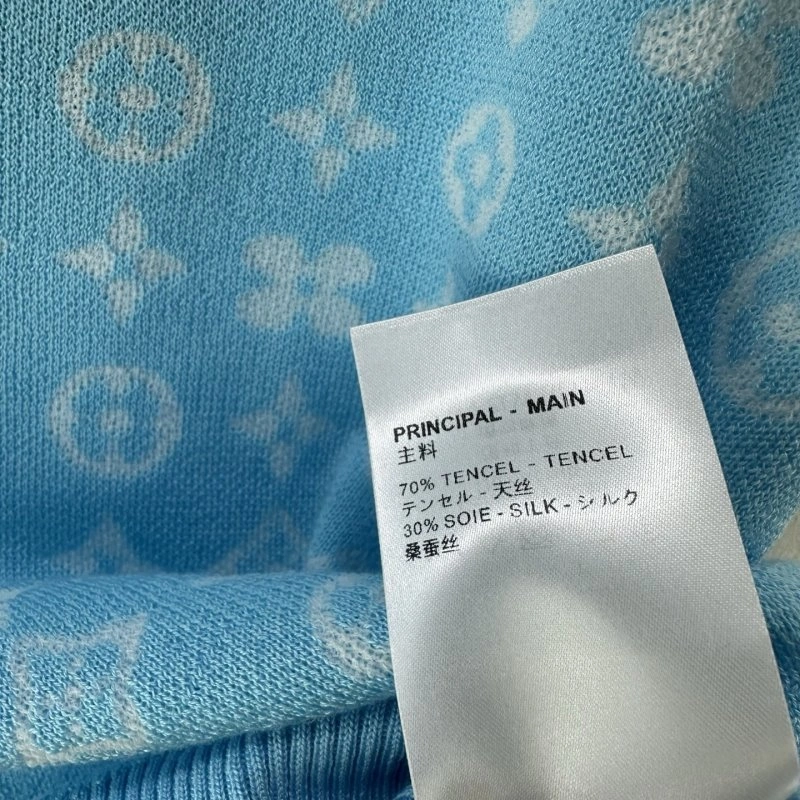 PRINCIPAL - MAIN
主料
70% TENCEL - TENCEL
テンセル - 天丝
30% SOIE - SILK - シルク
桑蚕丝